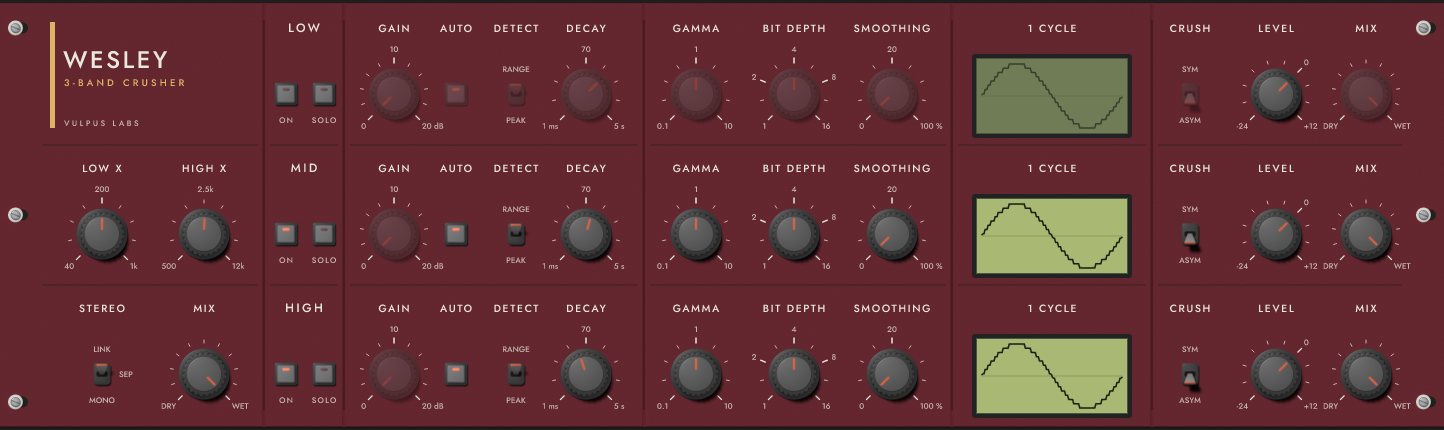 LOW GAIN AUTO DETECT DECAY GAMMA BIT DEPTH SMOOTHING 1 CYCLE CRUSH LEVEL MIX
10 70 1 4 20
WESLEY
RANGE SYM 0
2 8
3-BAND CRUSHER
VULPUS LABS
ON SOLO PEAK ASYM
0 20 dB 1 ms 5 s 0.1 10 1 16 0 100 % -24 +12 DRY WET
LOW X HIGH X MID GAIN AUTO DETECT DECAY GAMMA BIT DEPTH SMOOTHING 1 CYCLE CRUSH LEVEL MIX
200 2.5k 10 70 1 4 20
RANGE SYM 0
2 8
ON SOLO PEAK ASYM
40 1k 500 12k 0 20 dB 1 ms 5 s 0.1 10 1 16 0 100 % -24 +12 DRY WET
STEREO MIX HIGH GAIN AUTO DETECT DECAY GAMMA BIT DEPTH SMOOTHING 1 CYCLE CRUSH LEVEL MIX
10 70 1 4 20
LINK RANGE SYM 0
2 8
SEP
MONO ON SOLO PEAK ASYM
DRY WET 0 20 dB 1 ms 5 s 0.1 10 1 16 0 100 % -24 +12 DRY WET